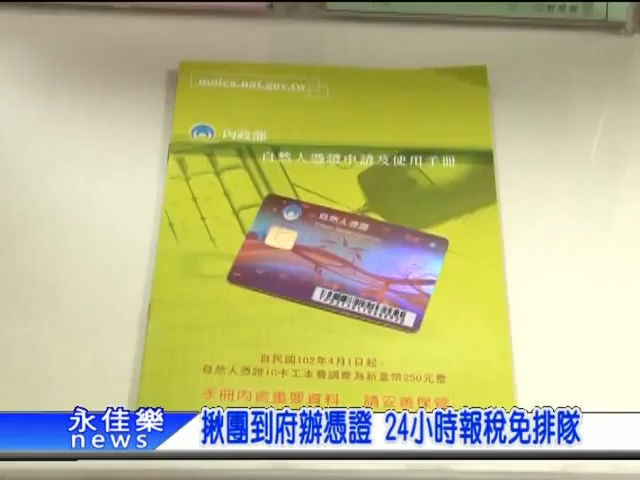 moica.nat.gov.tw
內政部
自然人憑證申請及使用手冊
自然人憑證
自民國102年4月1日起，
自然人憑證IC卡工本費調整為新臺幣250元整
手冊內含重要資料 請妥善保管
永佳樂
news
揪團到府辦憑證 24小時報稅免排隊